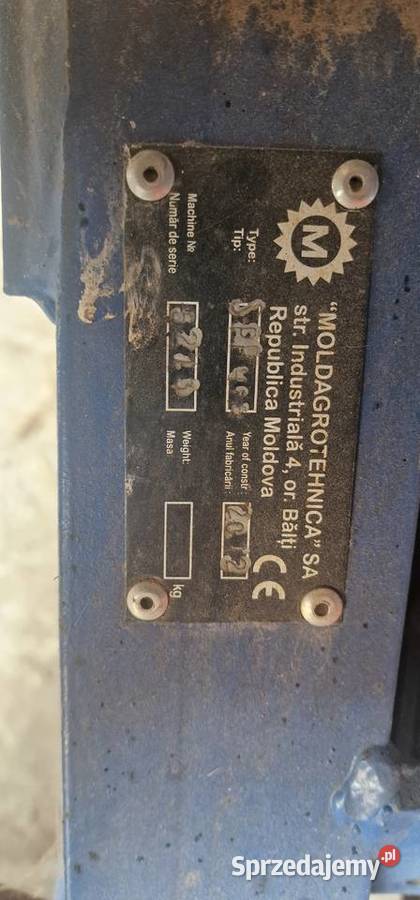 M
"MOLDAGROTEHNICA" SA
str. Industrială 4, or. Bălți
Republica Moldova
CE
Type:
Tip:
Year of constr.:
Anul fabricării:
2012
Machine №
Număr de serie
Weight:
Masa:
kg
Sprzedajemy.pl